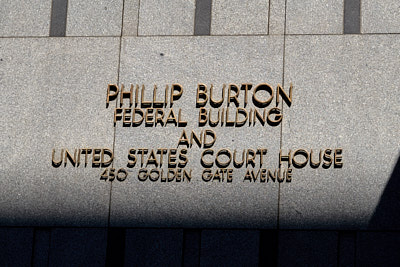 PHILLIP BURTON
FEDERAL BUILDING
AND
UNITED STATES COURT HOUSE
450 GOLDEN GATE AVENUE